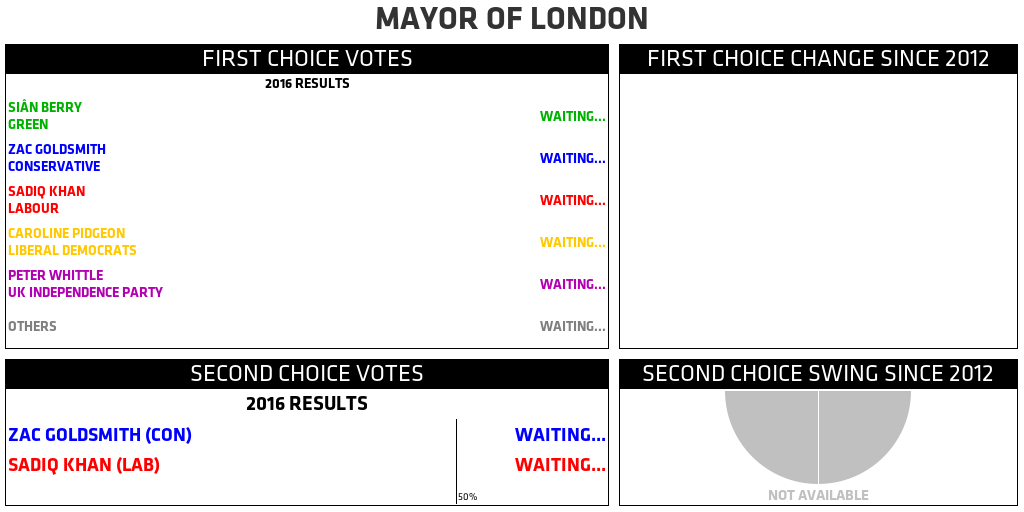 MAYOR OF LONDON
FIRST CHOICE VOTES
2016 RESULTS
SIÂN BERRY
GREEN
WAITING...
ZAC GOLDSMITH
CONSERVATIVE
WAITING...
SADIQ KHAN
LABOUR
WAITING...
CAROLINE PIDGEON
LIBERAL DEMOCRATS
WAITING...
PETER WHITTLE
UK INDEPENDENCE PARTY
WAITING...
OTHERS
WAITING...
FIRST CHOICE CHANGE SINCE 2012
SECOND CHOICE VOTES
2016 RESULTS
ZAC GOLDSMITH (CON)
WAITING...
SADIQ KHAN (LAB)
WAITING...
50%
SECOND CHOICE SWING SINCE 2012
NOT AVAILABLE